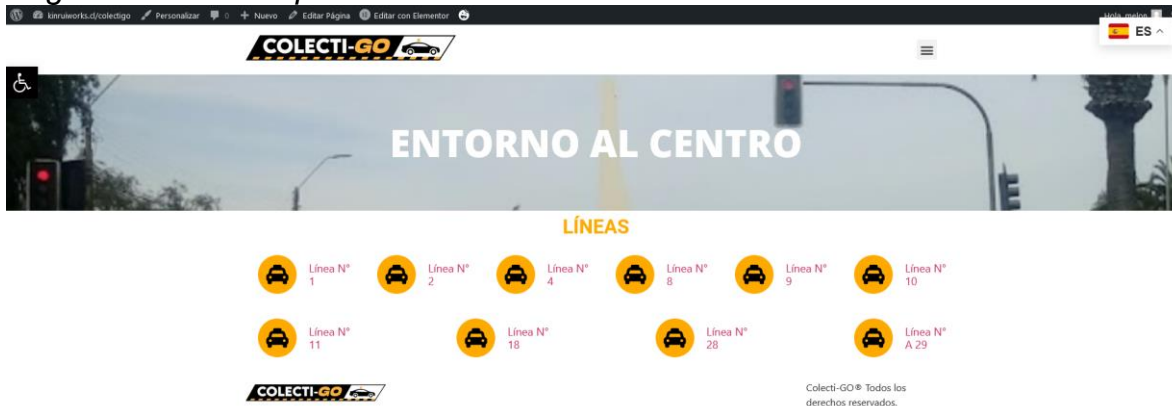 kinruiworks.cl/colectigo Personalizar 0 + Nuevo Editar Página Editar con Elementor
ES
COLECTI-GO
ENTORNO AL CENTRO
LÍNEAS
Línea N° 1
Línea N° 2
Línea N° 4
Línea N° 8
Línea N° 9
Línea N° 10
Línea N° 11
Línea N° 18
Línea N° 28
Línea N° A 29
COLECTI-GO
Colecti-GO® Todos los
derechos reservados.